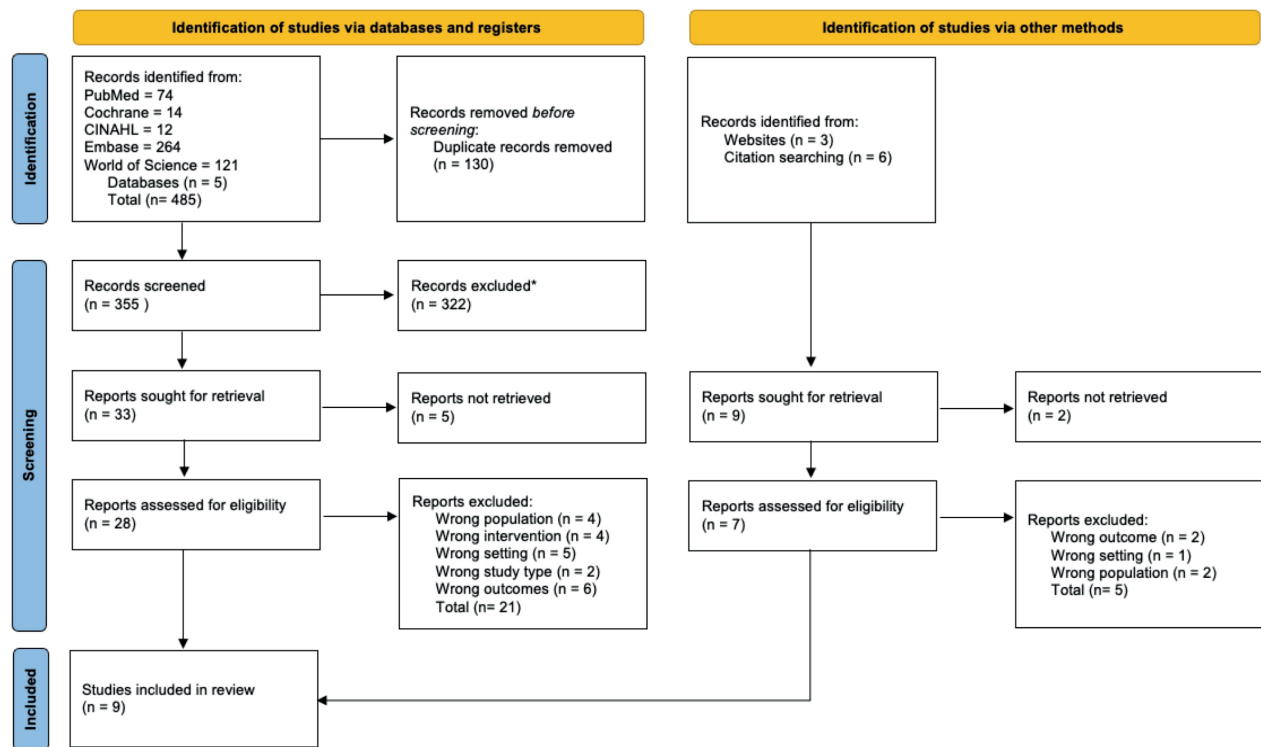 Identification of studies via databases and registers
Identification of studies via other methods
Identification
Records identified from:
PubMed = 74
Cochrane = 14
CINAHL = 12
Embase = 264
World of Science = 121
Databases (n = 5)
Total (n= 485)
Records removed before
screening:
Duplicate records removed
(n = 130)
Records identified from:
Websites (n = 3)
Citation searching (n = 6)
Screening
Records screened
(n = 355 )
Records excluded*
(n = 322)
Reports sought for retrieval
(n = 33)
Reports not retrieved
(n = 5)
Reports sought for retrieval
(n = 9)
Reports not retrieved
(n = 2)
Reports assessed for eligibility
(n = 28)
Reports excluded:
Wrong population (n = 4)
Wrong intervention (n = 4)
Wrong setting (n = 5)
Wrong study type (n = 2)
Wrong outcomes (n = 6)
Total (n= 21)
Reports assessed for eligibility
(n = 7)
Reports excluded:
Wrong outcome (n = 2)
Wrong setting (n = 1)
Wrong population (n = 2)
Total (n= 5)
Included
Studies included in review
(n = 9)